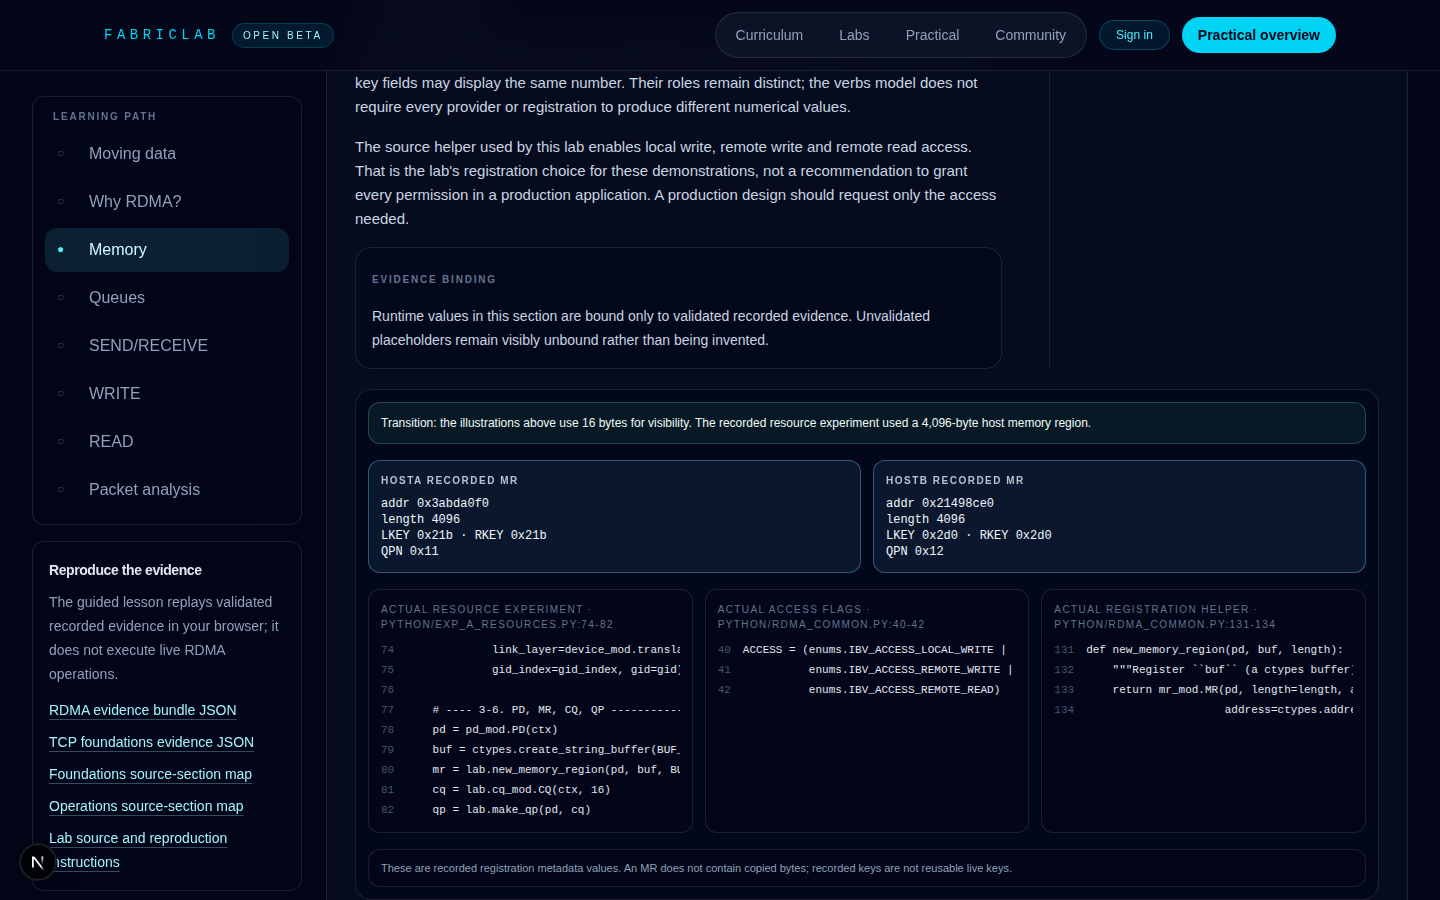 FABRICLAB
OPEN BETA
Curriculum
Labs
Practical
Community
Sign in
Practical overview
LEARNING PATH
○ Moving data
○ Why RDMA?
● Memory
○ Queues
○ SEND/RECEIVE
○ WRITE
○ READ
○ Packet analysis
Reproduce the evidence
The guided lesson replays validated
recorded evidence in your browser; it
does not execute live RDMA
operations.
RDMA evidence bundle JSON
TCP foundations evidence JSON
Foundations source-section map
Operations source-section map
Lab source and reproduction
instructions
N
key fields may display the same number. Their roles remain distinct; the verbs model does not
require every provider or registration to produce different numerical values.
The source helper used by this lab enables local write, remote write and remote read access.
That is the lab's registration choice for these demonstrations, not a recommendation to grant
every permission in a production application. A production design should request only the access
needed.
EVIDENCE BINDING
Runtime values in this section are bound only to validated recorded evidence. Unvalidated
placeholders remain visibly unbound rather than being invented.
Transition: the illustrations above use 16 bytes for visibility. The recorded resource experiment used a 4,096-byte host memory region.
HOSTA RECORDED MR
addr 0x3abda0f0
length 4096
LKEY 0x21b · RKEY 0x21b
QPN 0x11
HOSTB RECORDED MR
addr 0x21498ce0
length 4096
LKEY 0x2d0 · RKEY 0x2d0
QPN 0x12
ACTUAL RESOURCE EXPERIMENT ·
PYTHON/EXP_A_RESOURCES.PY:74-82
74 link_layer=device_mod.transla
75 gid_index=gid_index, gid=gid)
76
77 # ---- 3-6. PD, MR, CQ, QP -----------
78 pd = pd_mod.PD(ctx)
79 buf = ctypes.create_string_buffer(BUF_
80 mr = lab.new_memory_region(pd, buf, BU
81 cq = lab.cq_mod.CQ(ctx, 16)
82 qp = lab.make_qp(pd, cq)
ACTUAL ACCESS FLAGS ·
PYTHON/RDMA_COMMON.PY:40-42
40 ACCESS = (enums.IBV_ACCESS_LOCAL_WRITE |
41 enums.IBV_ACCESS_REMOTE_WRITE |
42 enums.IBV_ACCESS_REMOTE_READ)
ACTUAL REGISTRATION HELPER ·
PYTHON/RDMA_COMMON.PY:131-134
131 def new_memory_region(pd, buf, length):
132 """Register ``buf`` (a ctypes buffer)
133 return mr_mod.MR(pd, length=length, a
134 address=ctypes.addre
These are recorded registration metadata values. An MR does not contain copied bytes; recorded keys are not reusable live keys.